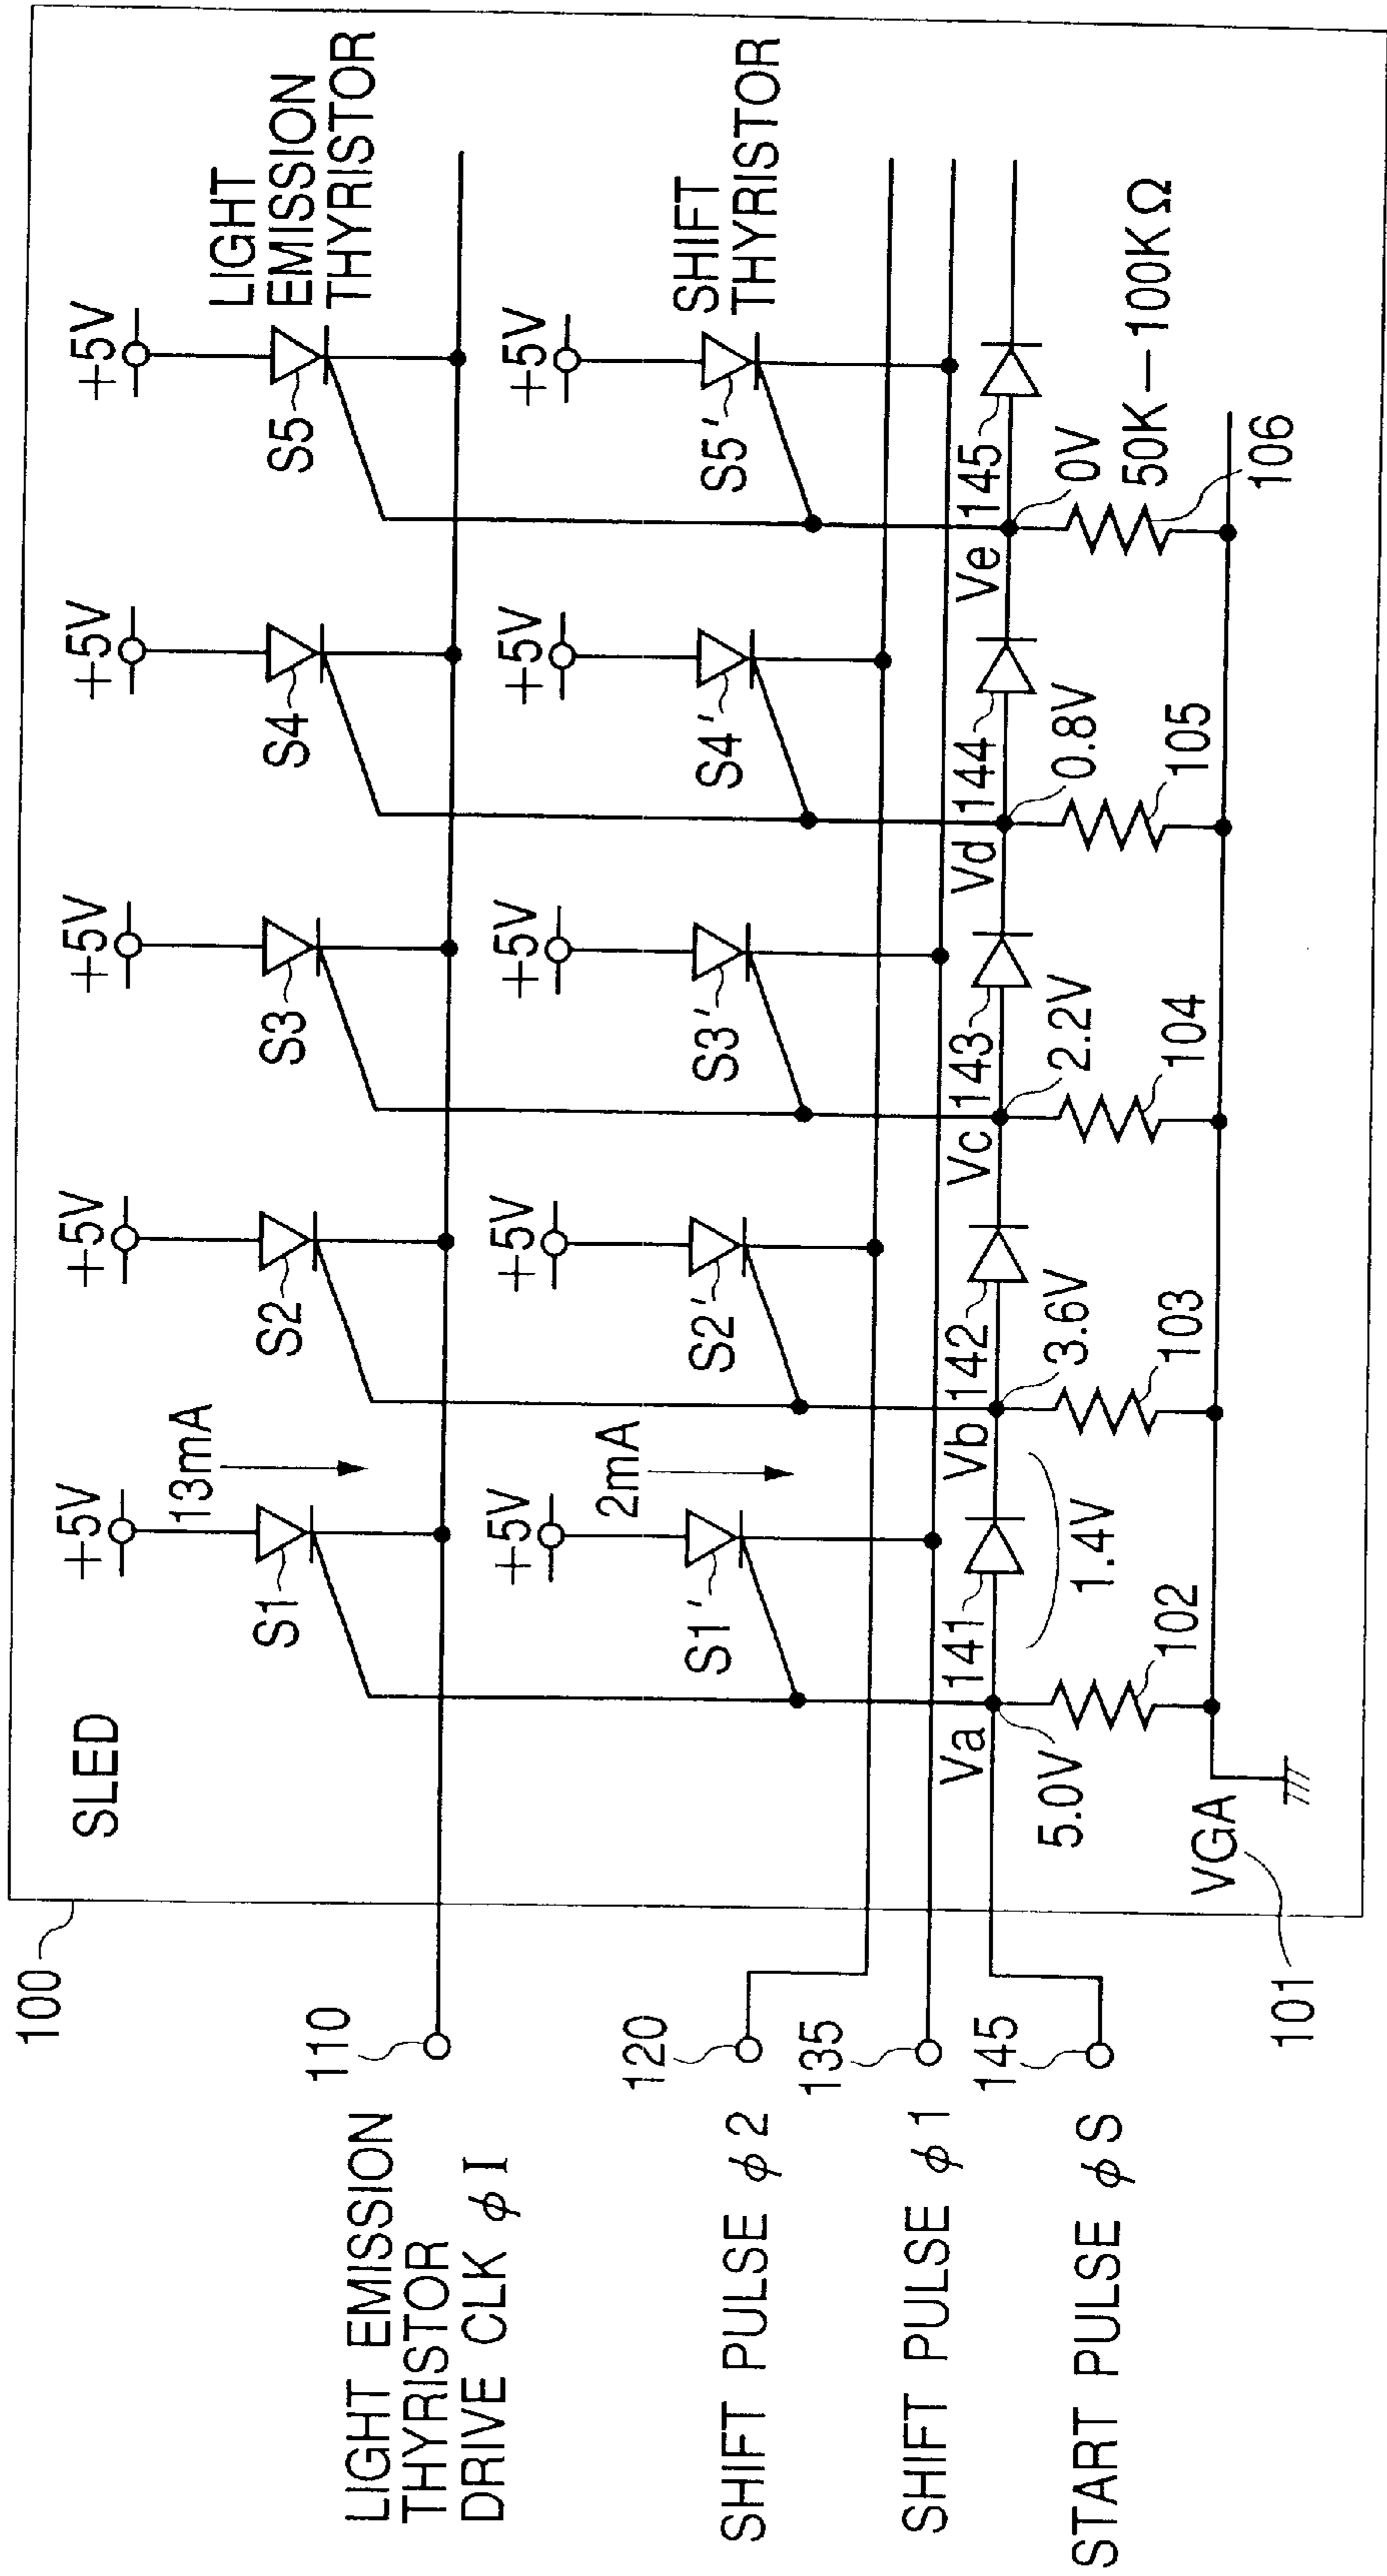 100
SLED
+5V
+5V
+5V
+5V
+5V
13mA
S1
S2
S3
S4
S5
LIGHT
EMISSION
THYRISTOR
110
LIGHT EMISSION
THYRISTOR
DRIVE CLK φI
+5V
+5V
+5V
+5V
+5V
2mA
S1′
S2′
S3′
S4′
S5′
SHIFT
THYRISTOR
120
SHIFT PULSE φ2
135
SHIFT PULSE φ1
145
START PULSE φS
Va
141
Vb
142
Vc
143
Vd
144
Ve
145
5.0V
1.4V
3.6V
2.2V
0.8V
0V
50K–100KΩ
102
103
104
105
106
VGA
101